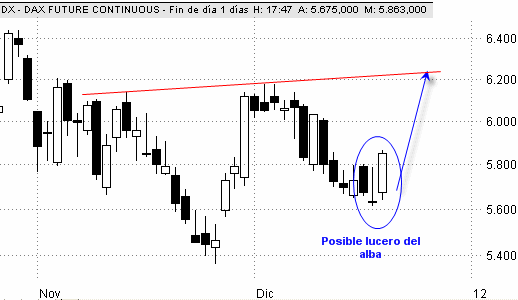 DX - DAX FUTURE CONTINUOUS - Fin de día 1 días H: 17:47 A: 5.675,000 M: 5.863,000
6.400
6.200
6.000
5.800
5.600
5.400
Posible lucero del
alba
Nov
Dic
12